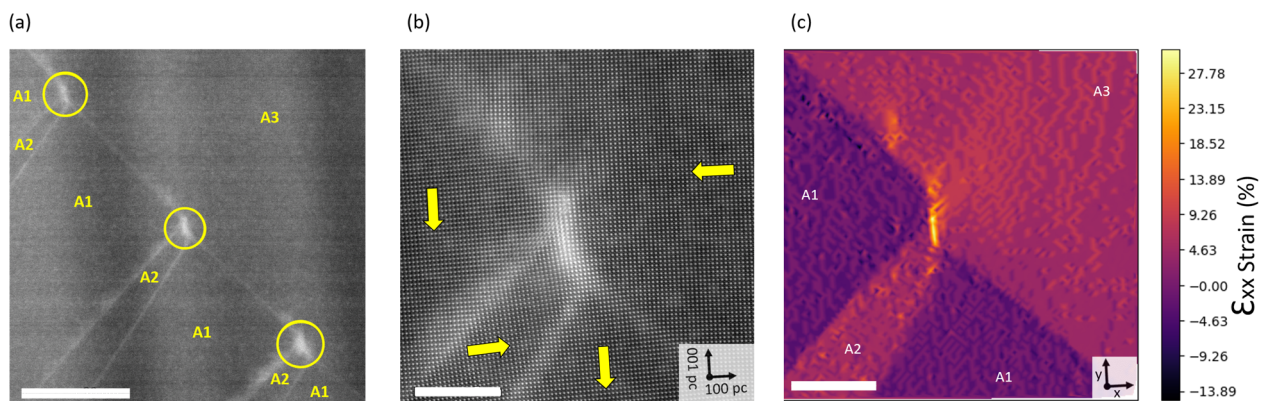 (a)
(b)
(c)
A1
A2
A3
A1
A2
A1
A2
A1
001 pc
100 pc
A3
A1
A2
A1
y
x
27.78
23.15
18.52
13.89
9.26
4.63
−0.00
−4.63
−9.26
−13.89
εxx Strain (%)